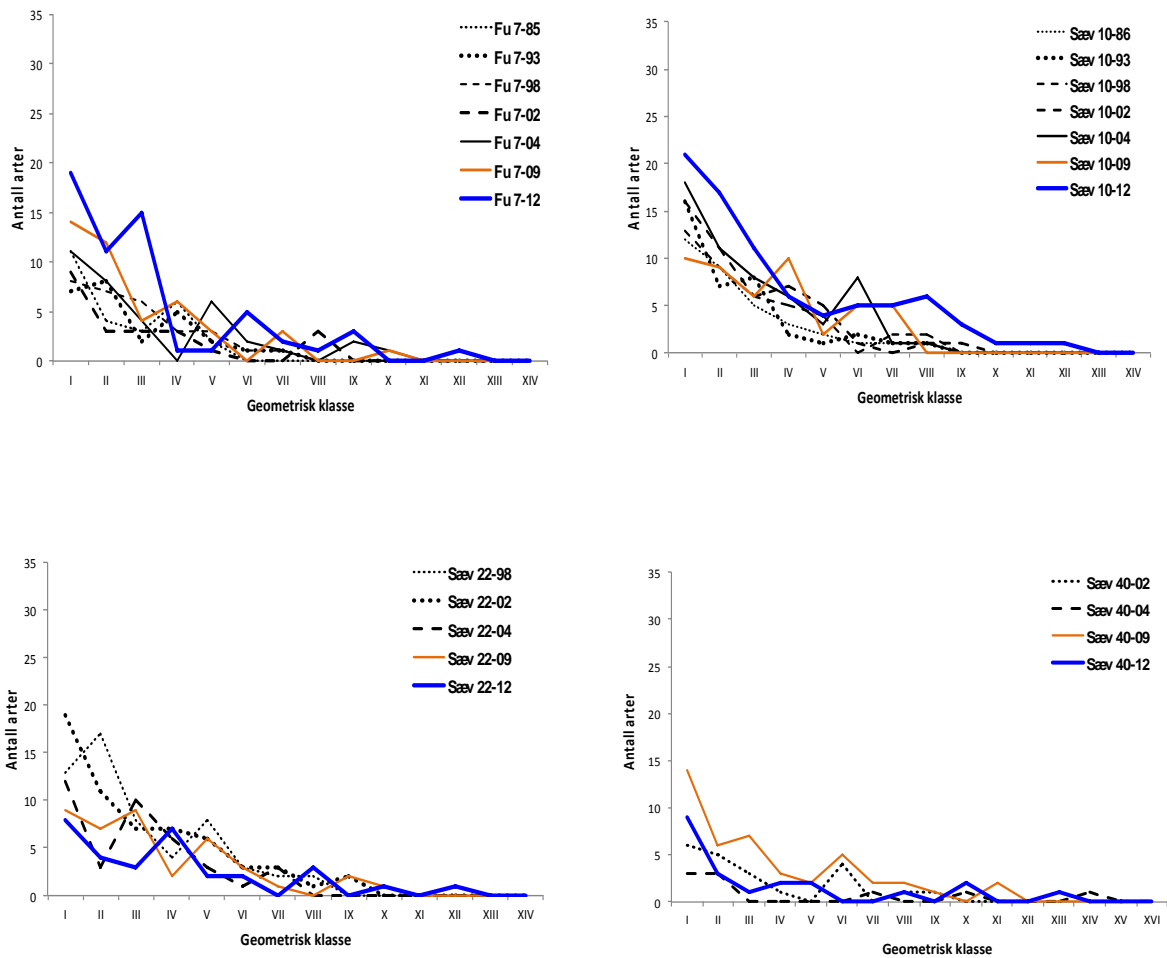 35
30
25
20
15
10
5
0
Antall arter
I II III IV V VI VII VIII IX X XI XII XIII XIV
Geometrisk klasse
Fu 7-85
Fu 7-93
Fu 7-98
Fu 7-02
Fu 7-04
Fu 7-09
Fu 7-12
35
30
25
20
15
10
5
0
Antall arter
I II III IV V VI VII VIII IX X XI XII XIII XIV
Geometrisk klasse
Sæv 10-86
Sæv 10-93
Sæv 10-98
Sæv 10-02
Sæv 10-04
Sæv 10-09
Sæv 10-12
35
30
25
20
15
10
5
0
Antall arter
I II III IV V VI VII VIII IX X XI XII XIII XIV
Geometrisk klasse
Sæv 22-98
Sæv 22-02
Sæv 22-04
Sæv 22-09
Sæv 22-12
35
30
25
20
15
10
5
0
Antall arter
I II III IV V VI VII VIII IX X XI XII XIII XIV XV XVI
Geometrisk klasse
Sæv 40-02
Sæv 40-04
Sæv 40-09
Sæv 40-12